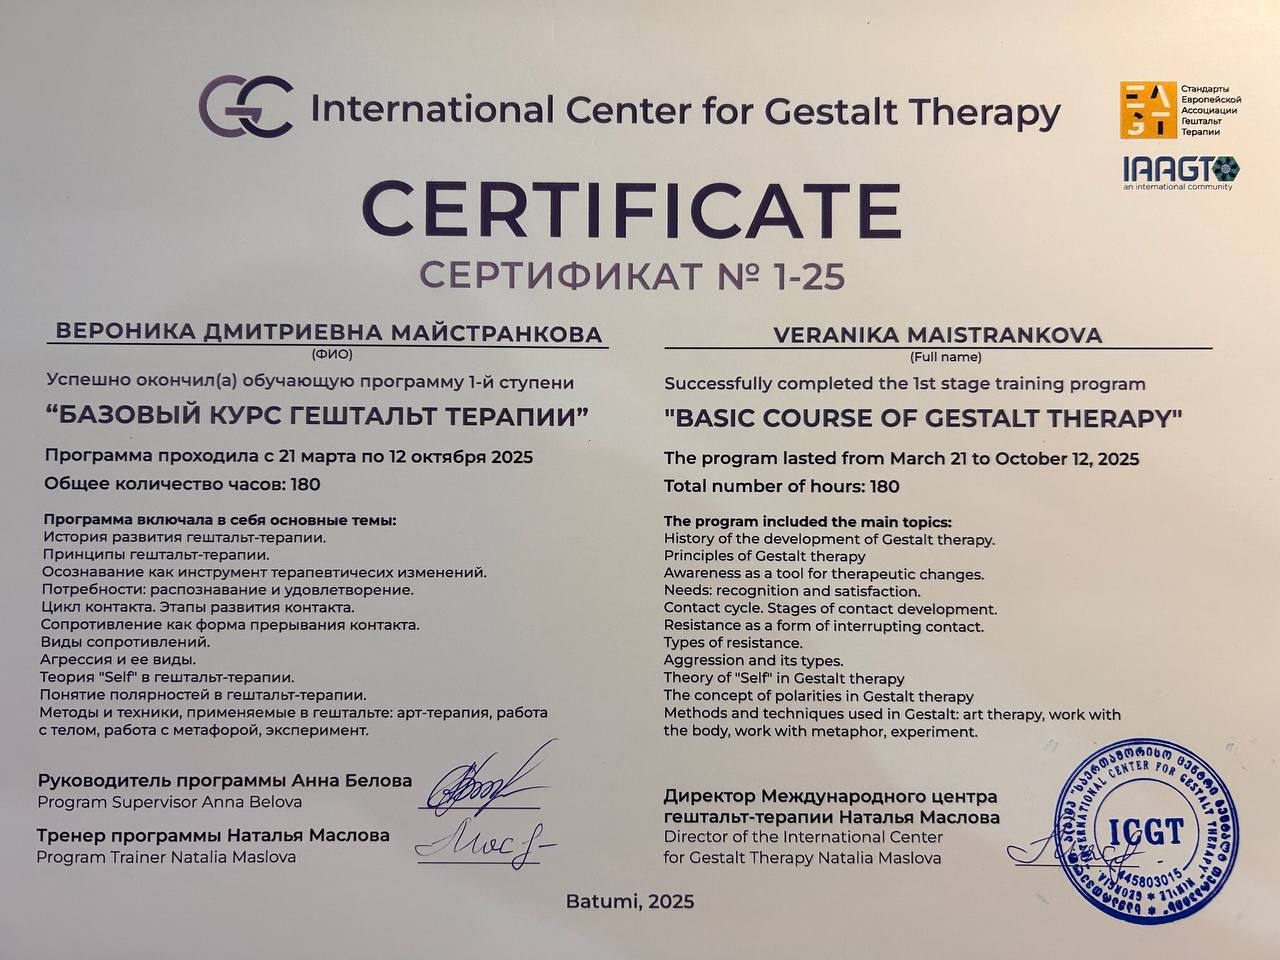 GC International Center for Gestalt Therapy
EAGT
Стандарты
Европейской
Ассоциации
Гештальт
Терапии
IAAGT
an international community
CERTIFICATE
СЕРТИФИКАТ № 1-25
ВЕРОНИКА ДМИТРИЕВНА МАЙСТРАНКОВА
(ФИО)
Успешно окончил(а) обучающую программу 1-й ступени
“БАЗОВЫЙ КУРС ГЕШТАЛЬТ ТЕРАПИИ”
Программа проходила с 21 марта по 12 октября 2025
Общее количество часов: 180
Программа включала в себя основные темы:
История развития гештальт-терапии.
Принципы гештальт-терапии.
Осознавание как инструмент терапевтичесих изменений.
Потребности: распознавание и удовлетворение.
Цикл контакта. Этапы развития контакта.
Сопротивление как форма прерывания контакта.
Виды сопротивлений.
Агрессия и ее виды.
Теория "Self" в гештальт-терапии.
Понятие полярностей в гештальт-терапии.
Методы и техники, применяемые в гештальте: арт-терапия, работа
с телом, работа с метафорой, эксперимент.
Руководитель программы Анна Белова
Program Supervisor Anna Belova
Тренер программы Наталья Маслова
Program Trainer Natalia Maslova
VERANIKA MAISTRANKOVA
(Full name)
Successfully completed the 1st stage training program
"BASIC COURSE OF GESTALT THERAPY"
The program lasted from March 21 to October 12, 2025
Total number of hours: 180
The program included the main topics:
History of the development of Gestalt therapy.
Principles of Gestalt therapy
Awareness as a tool for therapeutic changes.
Needs: recognition and satisfaction.
Contact cycle. Stages of contact development.
Resistance as a form of interrupting contact.
Types of resistance.
Aggression and its types.
Theory of "Self" in Gestalt therapy
The concept of polarities in Gestalt therapy
Methods and techniques used in Gestalt: art therapy, work with
the body, work with metaphor, experiment.
Директор Международного центра
гештальт-терапии Наталья Маслова
Director of the International Center
for Gestalt Therapy Natalia Maslova
INTERNATIONAL CENTER FOR GESTALT THERAPY"
ICGT
445803015
GEORGIA
Batumi, 2025